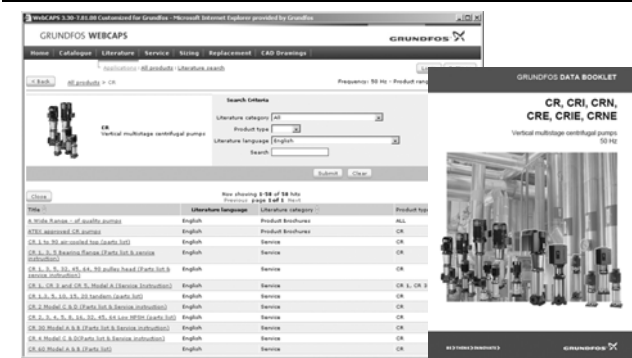 WebCAPS 3.30-7.01.00 Customized for Grundfos - Microsoft Internet Explorer provided by Grundfos
GRUNDFOS WEBCAPS
GRUNDFOS
Home Catalogue Literature Service Sizing Replacement CAD Drawings
Applications All products Literature search
< Back All products > CR
Frequency: 50 Hz - Product rang
CR
Vertical multistage centrifugal pumps
Search Criteria
Literature category All
Product type
Literature language English
Search
Submit Clear
Close
Now showing 1-58 of 58 hits
Previous page 1 of 1 Next
Title Literature language Literature category Product typ
A Wide Range - of quality pumps English Product Brochures ALL
ATEX approved CR pumps English Product Brochures CR
CR 1 to 90 air-cooled top (parts list) English Service CR
CR 1, 3, 5 Bearing flange (Parts list & service instruction) English Service CR
CR 1, 3, 5, 32, 45, 64, 90 pulley head (Parts list & service instruction) English Service CR
CR 1, CR 3 and CR 5, Model A (Service instruction) English Service CR 1, CR 3
CR 1,3, 5, 10, 15, 20 tandem (parts list) English Service CR
CR 2 Model C & D (Parts list & Service instruction) English Service CR
CR 2, 3, 4, 5, 8, 16, 32, 45, 64 Low NPSH (parts list) English Service CR
CR 30 Model A & B (Parts list & Service instruction) English Service CR
CR 4 Model C & D(Parts list & Service instruction) English Service CR
CR 60 Model A & B (Parts list) English Service CR
GRUNDFOS DATA BOOKLET
CR, CRI, CRN,
CRE, CRIE, CRNE
Vertical multistage centrifugal pumps
50 Hz
BE > THINK > INNOVATE >
GRUNDFOS